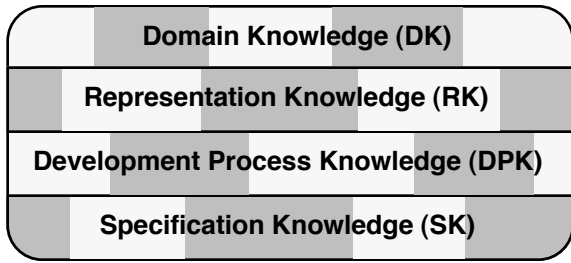 Domain Knowledge (DK)
Representation Knowledge (RK)
Development Process Knowledge (DPK)
Specification Knowledge (SK)